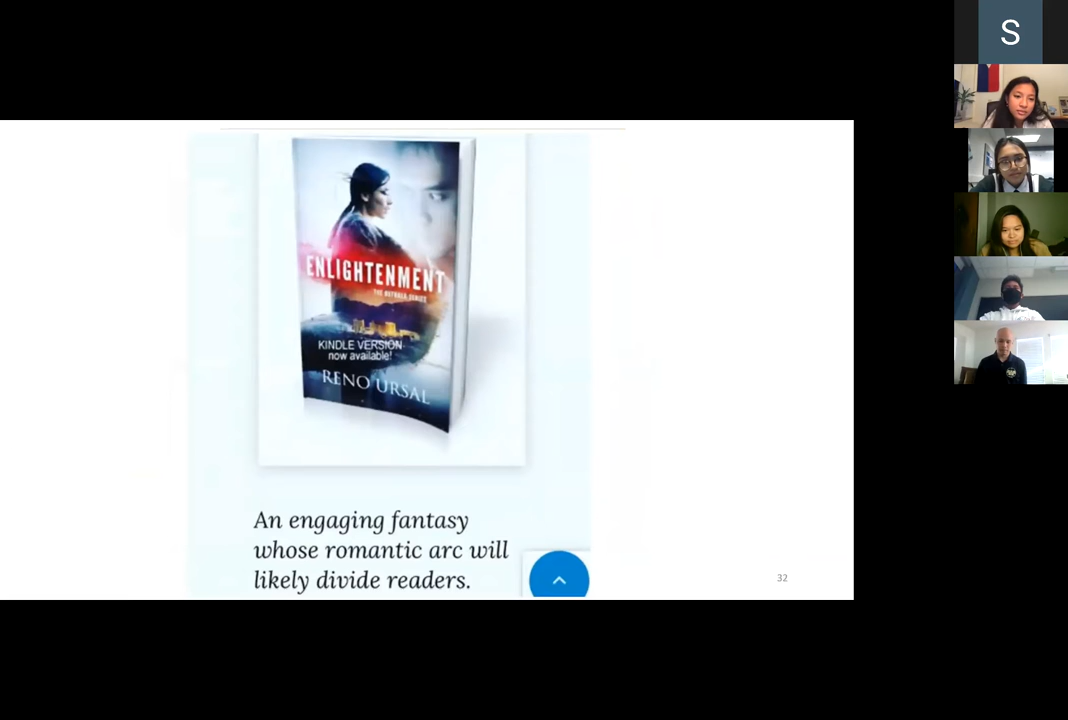 S
ENLIGHTENMENT
THE BATHALA SERIES
KINDLE VERSION
now available!
RENO URSAL
An engaging fantasy
whose romantic arc will
likely divide readers.
32